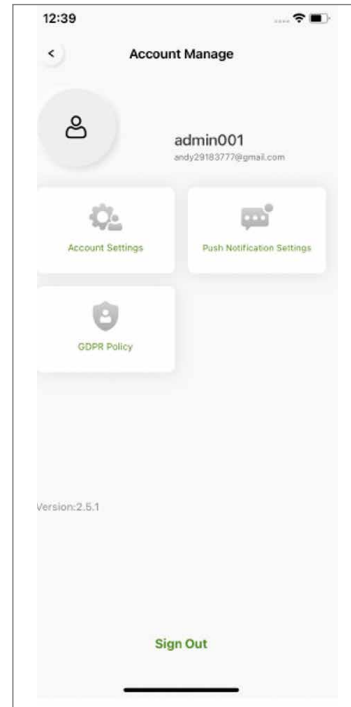 12:39
Account Manage
admin001
andy29183777@gmail.com
Account Settings
Push Notification Settings
GDPR Policy
Version:2.5.1
Sign Out